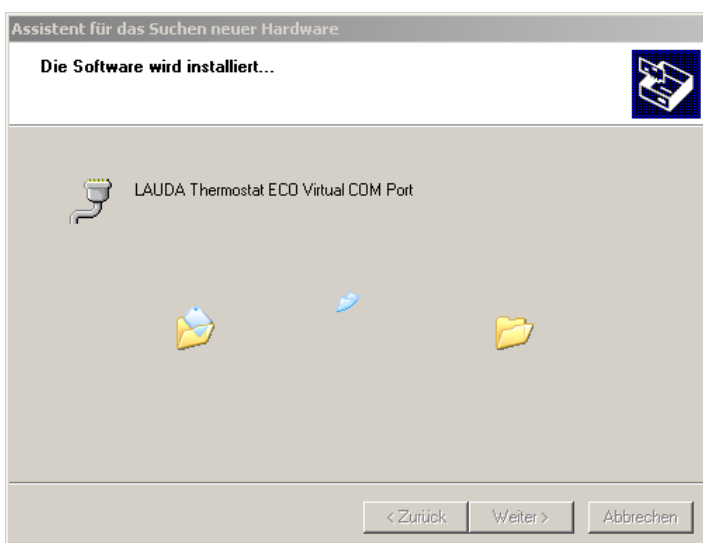 Assistent für das Suchen neuer Hardware
Die Software wird installiert...
LAUDA Thermostat ECO Virtual COM Port
< Zurück
Weiter >
Abbrechen